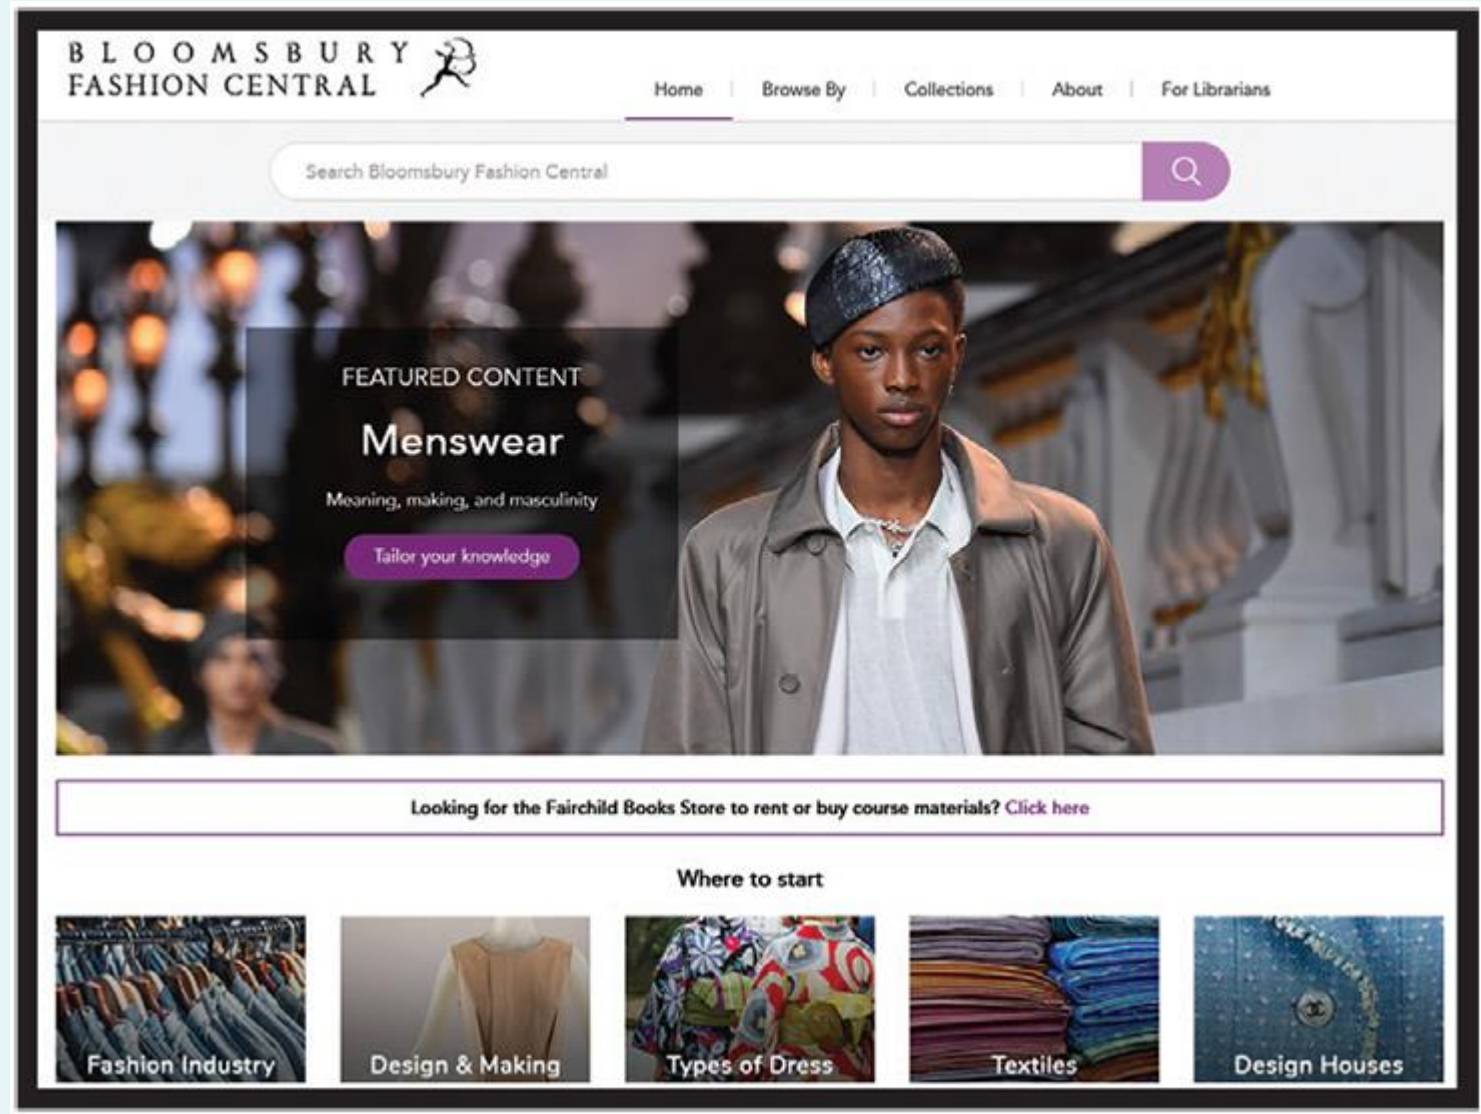 BLOOMSBURY
FASHION CENTRAL
Home
Browse By
Collections
About
For Librarians
Search Bloomsbury Fashion Central
FEATURED CONTENT
Menswear
Meaning, making, and masculinity
Tailor your knowledge
Looking for the Fairchild Books Store to rent or buy course materials? Click here
Where to start
Fashion Industry
Design & Making
Types of Dress
Textiles
Design Houses